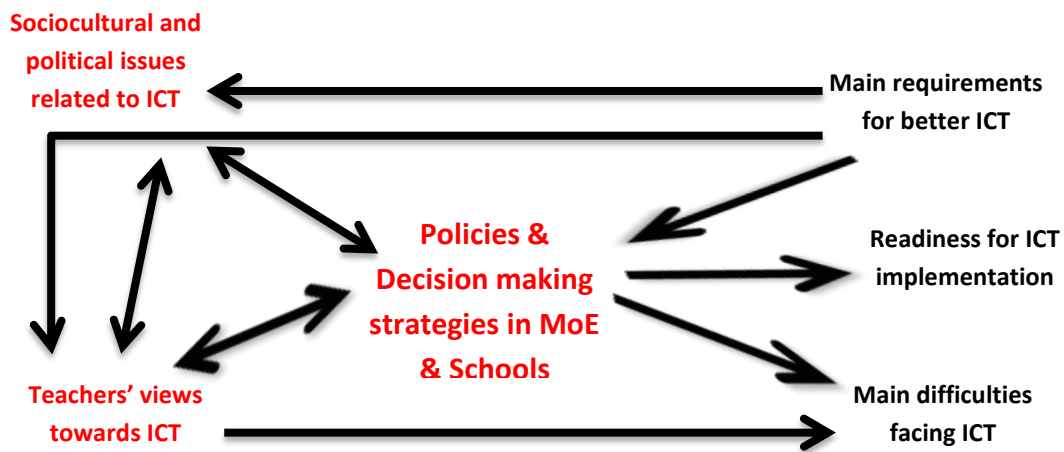 Sociocultural and
political issues
related to ICT
Main requirements
for better ICT
Policies &
Decision making
strategies in MoE
& Schools
Readiness for ICT
implementation
Teachers’ views
towards ICT
Main difficulties
facing ICT